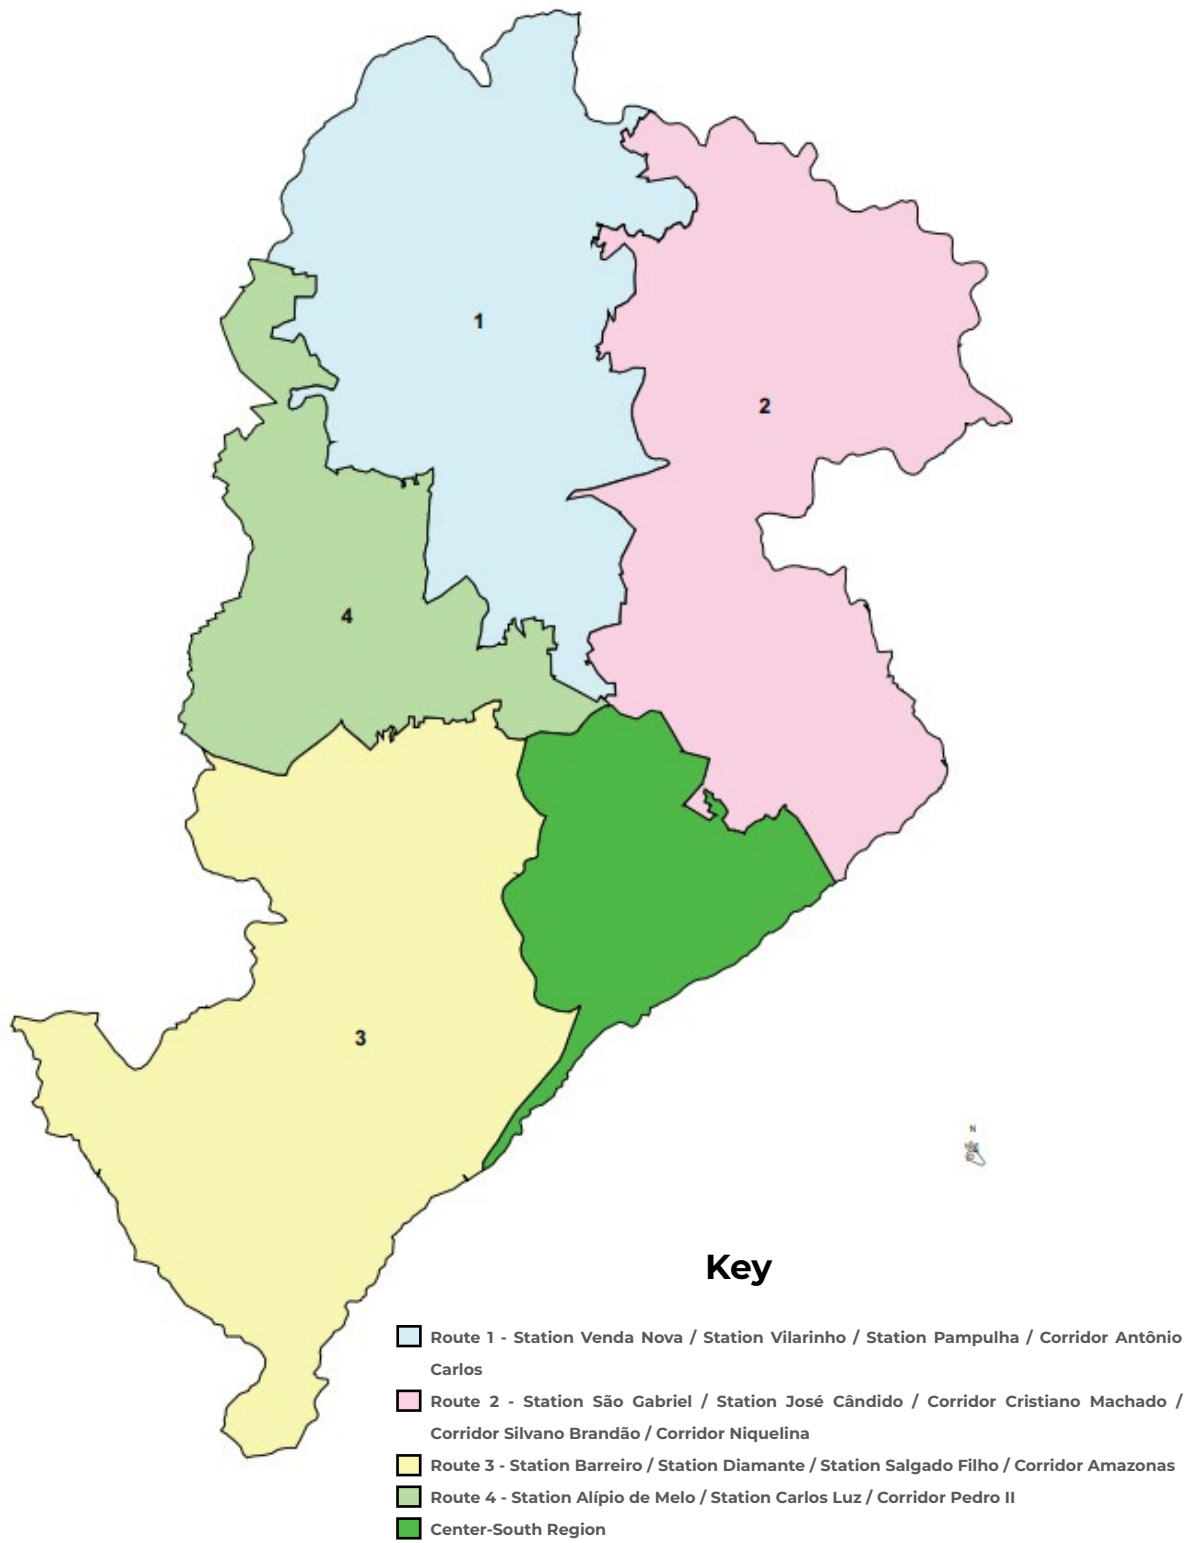 1
2
4
3
N
Key
Route 1 - Station Venda Nova / Station Vilarinho / Station Pampulha / Corridor Antônio
Carlos
Route 2 - Station São Gabriel / Station José Cândido / Corridor Cristiano Machado /
Corridor Silvano Brandão / Corridor Niquelina
Route 3 - Station Barreiro / Station Diamante / Station Salgado Filho / Corridor Amazonas
Route 4 - Station Alípio de Melo / Station Carlos Luz / Corridor Pedro II
Center-South Region